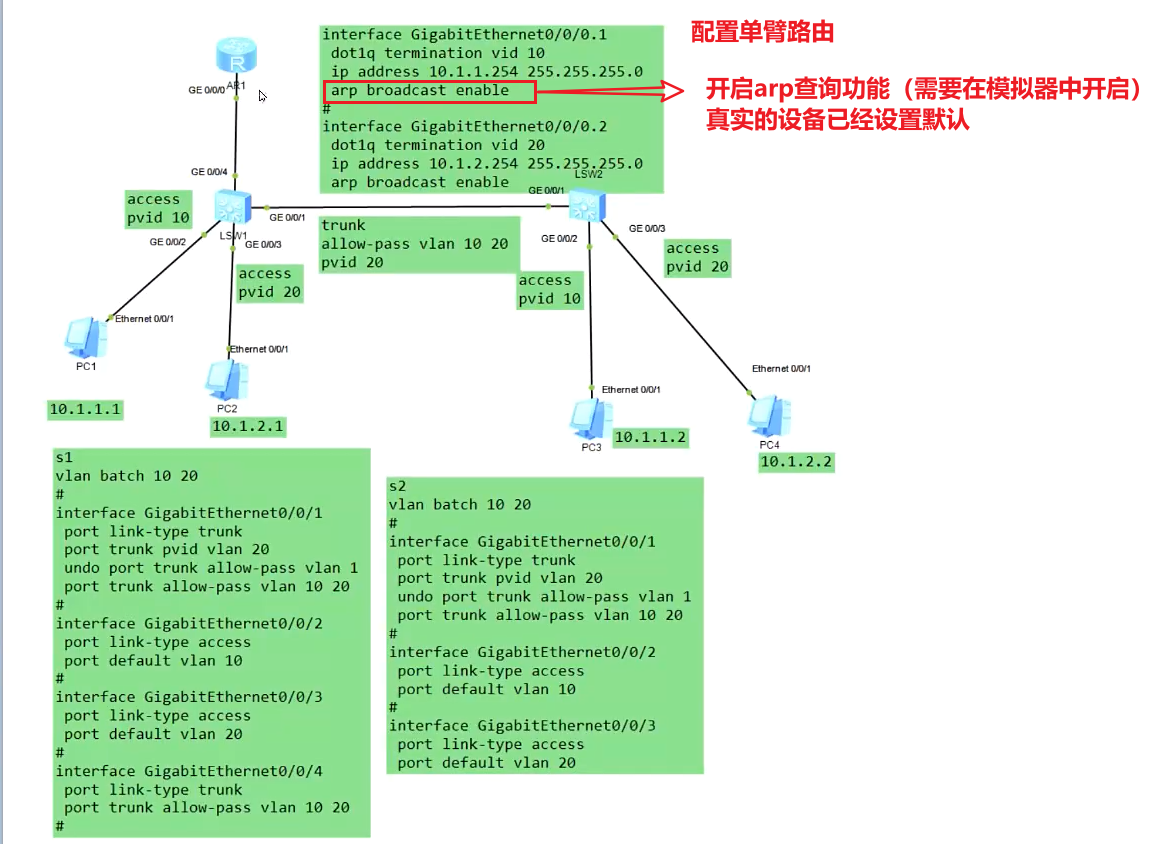 interface GigabitEthernet0/0/0.1
dot1q termination vid 10
ip address 10.1.1.254 255.255.255.0
arp broadcast enable
#
interface GigabitEthernet0/0/0.2
dot1q termination vid 20
ip address 10.1.2.254 255.255.255.0
arp broadcast enable
配置单臂路由
开启arp查询功能（需要在模拟器中开启）
真实的设备已经设置默认
R
AR1
GE 0/0/0
GE 0/0/4
LSW1
GE 0/0/1
GE 0/0/2
GE 0/0/3
access
pvid 10
access
pvid 20
trunk
allow-pass vlan 10 20
pvid 20
LSW2
GE 0/0/1
GE 0/0/2
GE 0/0/3
access
pvid 10
access
pvid 20
Ethernet 0/0/1
PC1
10.1.1.1
Ethernet 0/0/1
PC2
10.1.2.1
Ethernet 0/0/1
PC3
10.1.1.2
Ethernet 0/0/1
PC4
10.1.2.2
s1
vlan batch 10 20
#
interface GigabitEthernet0/0/1
port link-type trunk
port trunk pvid vlan 20
undo port trunk allow-pass vlan 1
port trunk allow-pass vlan 10 20
#
interface GigabitEthernet0/0/2
port link-type access
port default vlan 10
#
interface GigabitEthernet0/0/3
port link-type access
port default vlan 20
#
interface GigabitEthernet0/0/4
port link-type trunk
port trunk allow-pass vlan 10 20
#
s2
vlan batch 10 20
#
interface GigabitEthernet0/0/1
port link-type trunk
port trunk pvid vlan 20
undo port trunk allow-pass vlan 1
port trunk allow-pass vlan 10 20
#
interface GigabitEthernet0/0/2
port link-type access
port default vlan 10
#
interface GigabitEthernet0/0/3
port link-type access
port default vlan 20